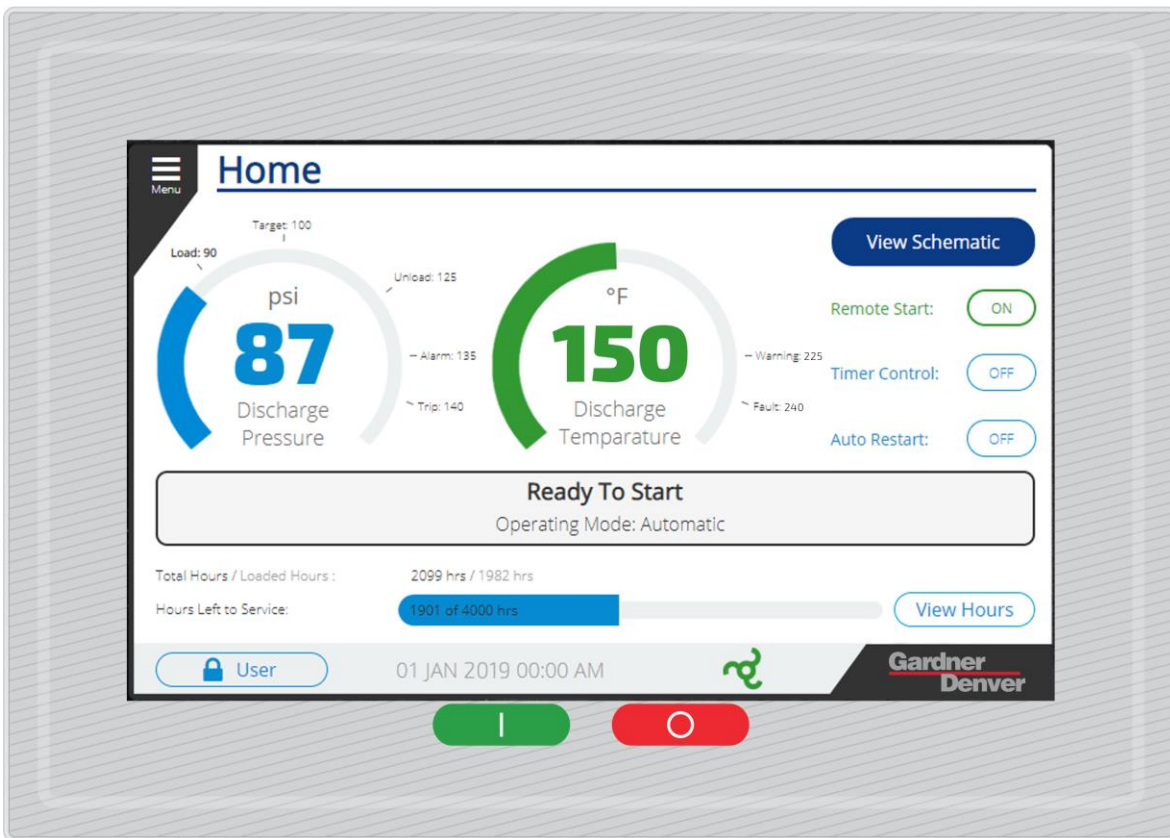 Menu
Home
Target: 100
Load: 90
Unload: 125
Alarm: 135
Trip: 140
psi
87
Discharge
Pressure
°F
150
Discharge
Temparature
Warning: 225
Fault: 240
View Schematic
Remote Start: ON
Timer Control: OFF
Auto Restart: OFF
Ready To Start
Operating Mode: Automatic
Total Hours / Loaded Hours : 2099 hrs / 1982 hrs
Hours Left to Service: 1901 of 4000 hrs
View Hours
User
01 JAN 2019 00:00 AM
Gardner
Denver